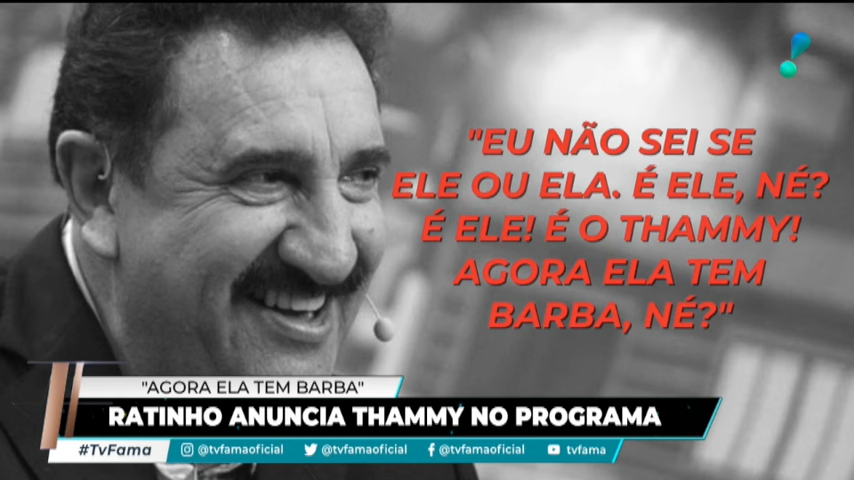 "EU NÃO SEI SE
ELE OU ELA. É ELE, NÉ?
É ELE! É O THAMMY!
AGORA ELA TEM
BARBA, NÉ?"
"AGORA ELA TEM BARBA"
RATINHO ANUNCIA THAMMY NO PROGRAMA
#TvFama @tvfamaoficial @tvfamaoficial @tvfamaoficial tvfama